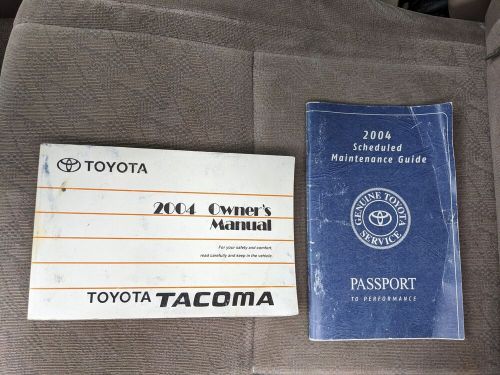 TOYOTA
2004 Owner's
Manual
For your safety and comfort,
read carefully and keep in the vehicle.
TOYOTA TACOMA
2004
Scheduled
Maintenance Guide
GENUINE TOYOTA
SERVICE
PASSPORT
TO PERFORMANCE